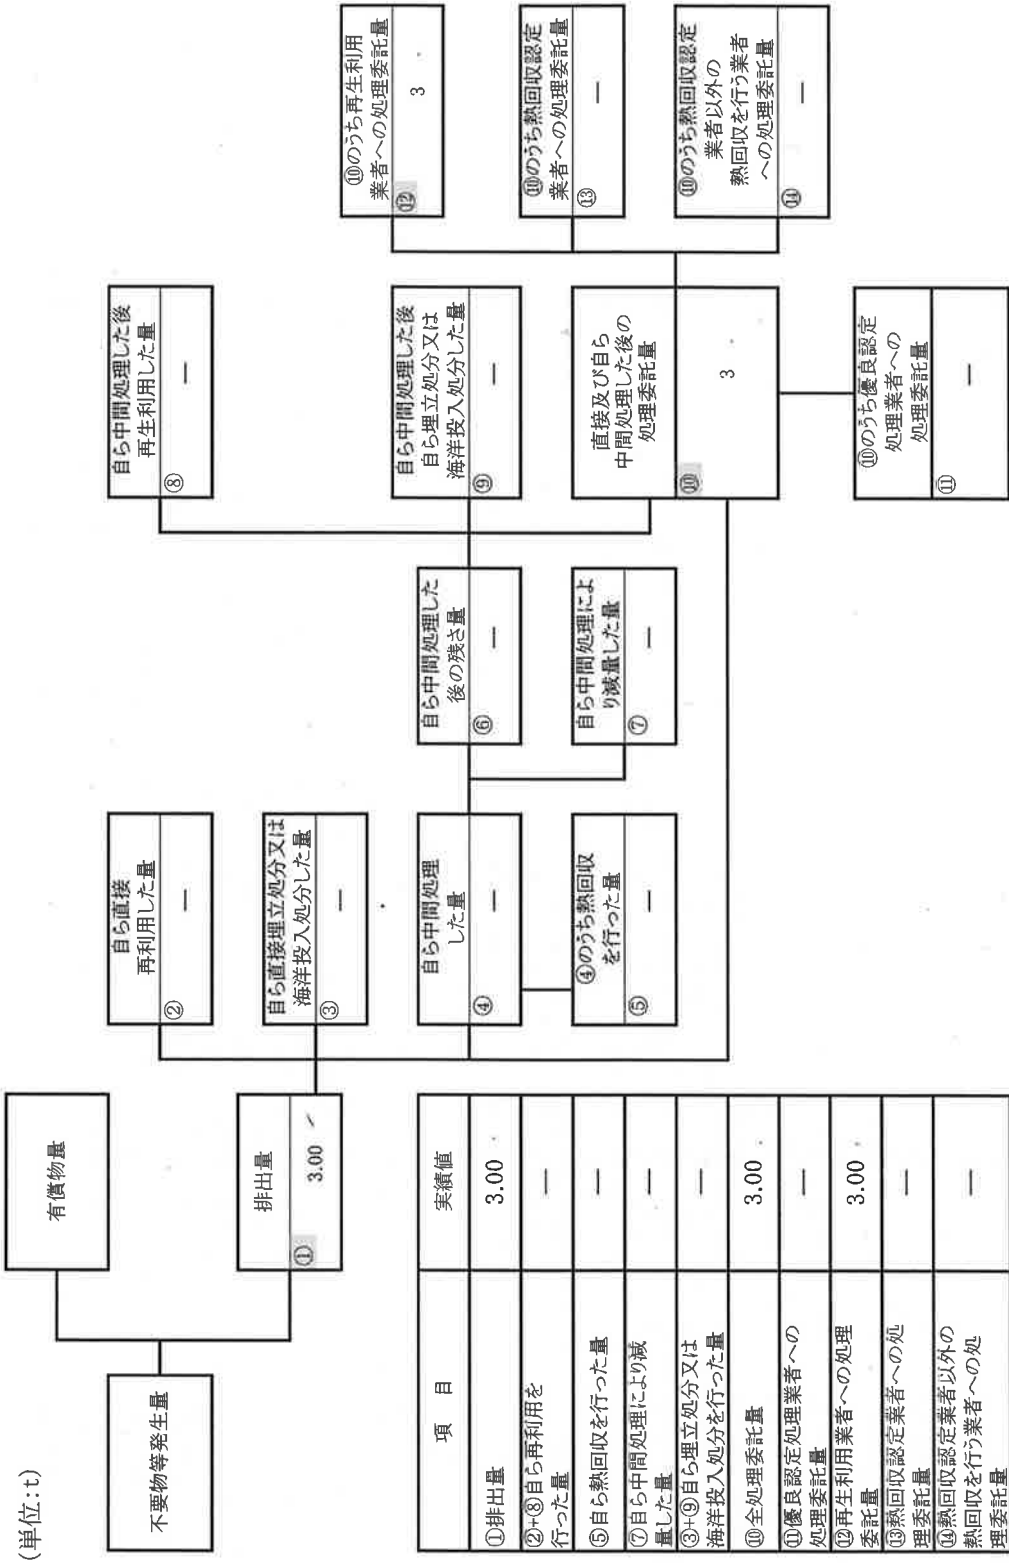 (単位:t)
不要物等発生量
有償物量
排出量
①
3.00
自ら直接
再利用した量
②
—
自ら直接埋立処分又は
海洋投入処分した量
③
—
自ら中間処理
した量
④
—
④のうち熱回収
を行った量
⑤
—
自ら中間処理した
後の残さ量
⑥
—
自ら中間処理によ
り減量した量
⑦
—
自ら中間処理した後
再生利用した量
⑧
—
自ら中間処理した後
自ら埋立処分又は
海洋投入処分した量
⑨
—
直接及び自ら
中間処理した後の
処理委託量
⑩
3
⑩のうち優良認定
処理業者への
処理委託量
⑪
—
⑩のうち再生利用
業者への処理委託量
⑫
3
⑩のうち熱回収認定
業者への処理委託量
⑬
—
⑩のうち熱回収認定
業者以外の
熱回収を行う業者
への処理委託量
⑭
—
項 目 実績値
①排出量 3.00
②+⑧自ら再利用を
行った量 —
⑤自ら熱回収を行った量 —
⑦自ら中間処理により減
量した量 —
③+⑨自ら埋立処分又は
海洋投入処分を行った量 —
⑩全処理委託量 3.00
⑪優良認定処理業者への
処理委託量 —
⑫再生利用業者への処理
委託量 3.00
⑬熱回収認定業者への処
理委託量 —
⑭熱回収認定業者以外の
熱回収を行う業者への処
理委託量 —